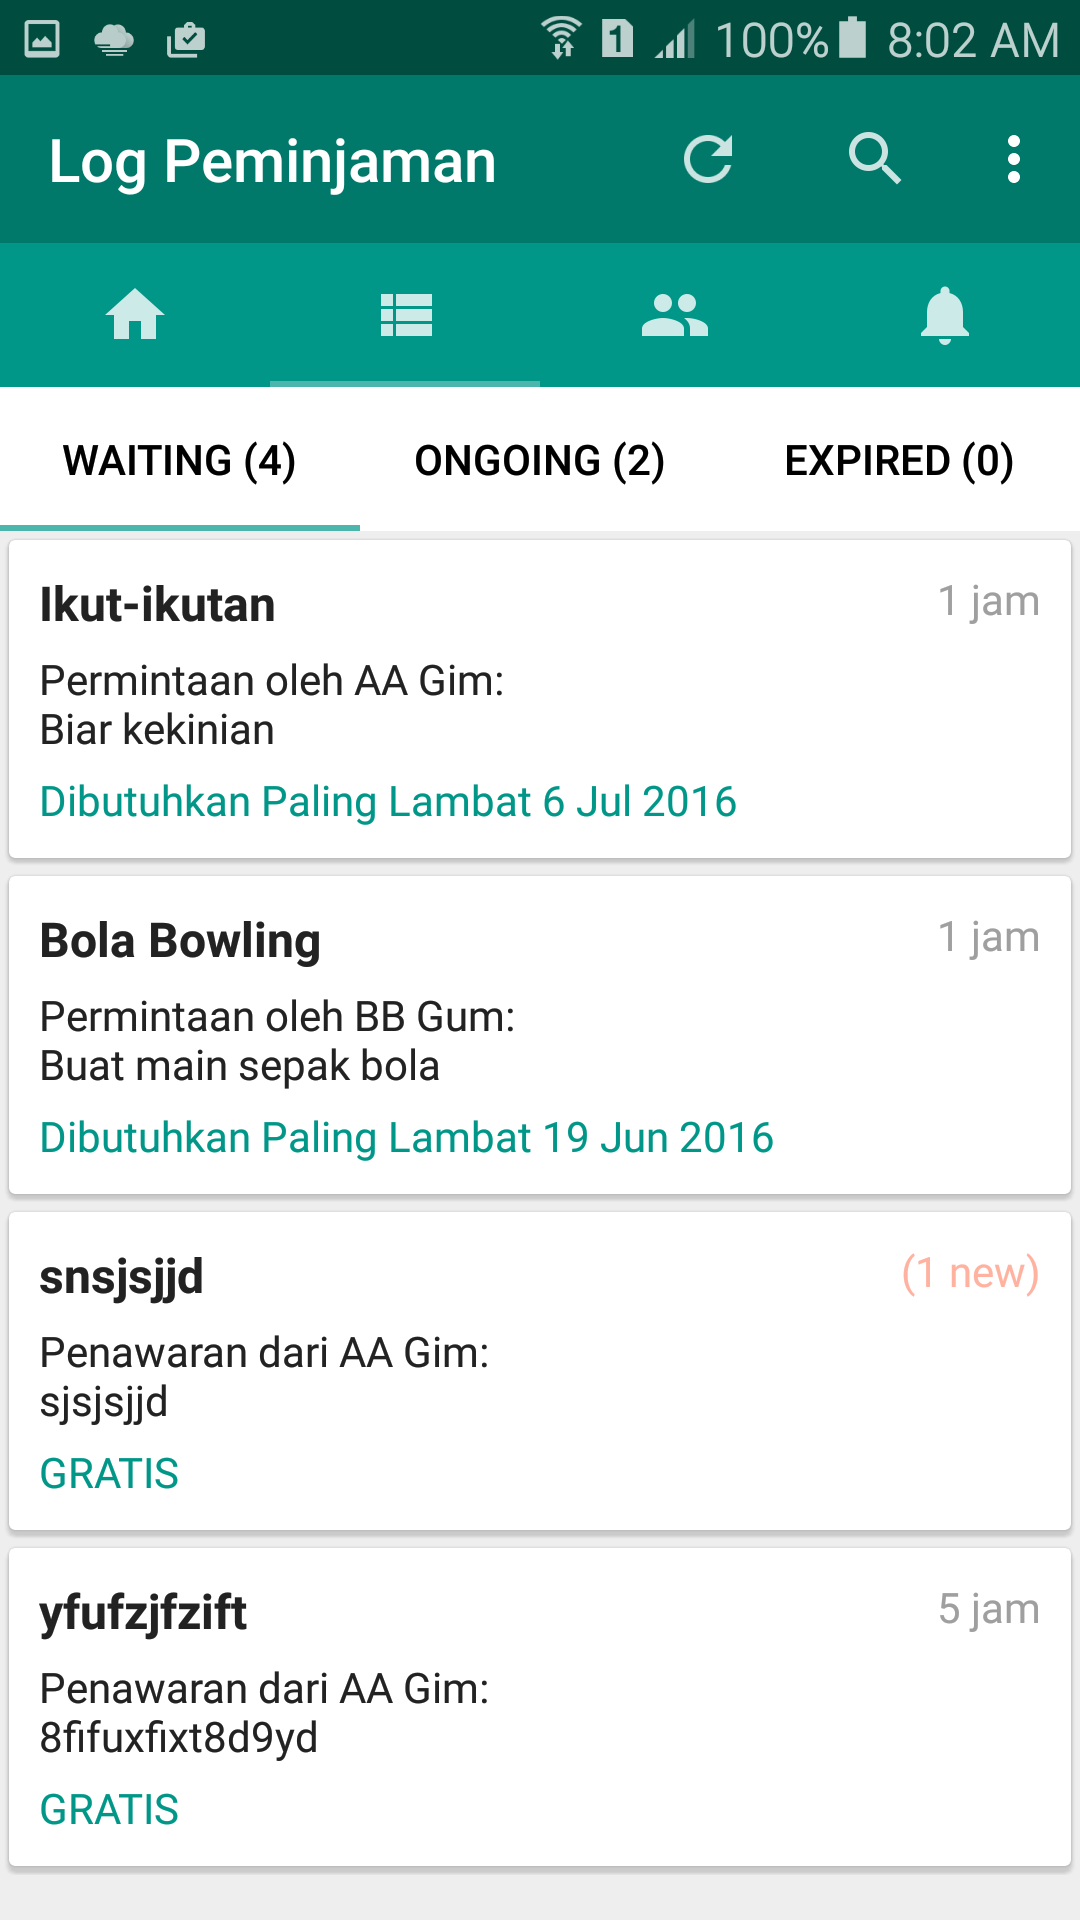 1 100% 8:02 AM
Log Peminjaman
WAITING (4) ONGOING (2) EXPIRED (0)
Ikut-ikutan 1 jam
Permintaan oleh AA Gim:
Biar kekinian
Dibutuhkan Paling Lambat 6 Jul 2016
Bola Bowling 1 jam
Permintaan oleh BB Gum:
Buat main sepak bola
Dibutuhkan Paling Lambat 19 Jun 2016
snsjsjjd (1 new)
Penawaran dari AA Gim:
sjsjsjjd
GRATIS
yfufzjfzift 5 jam
Penawaran dari AA Gim:
8fifuxfixt8d9yd
GRATIS